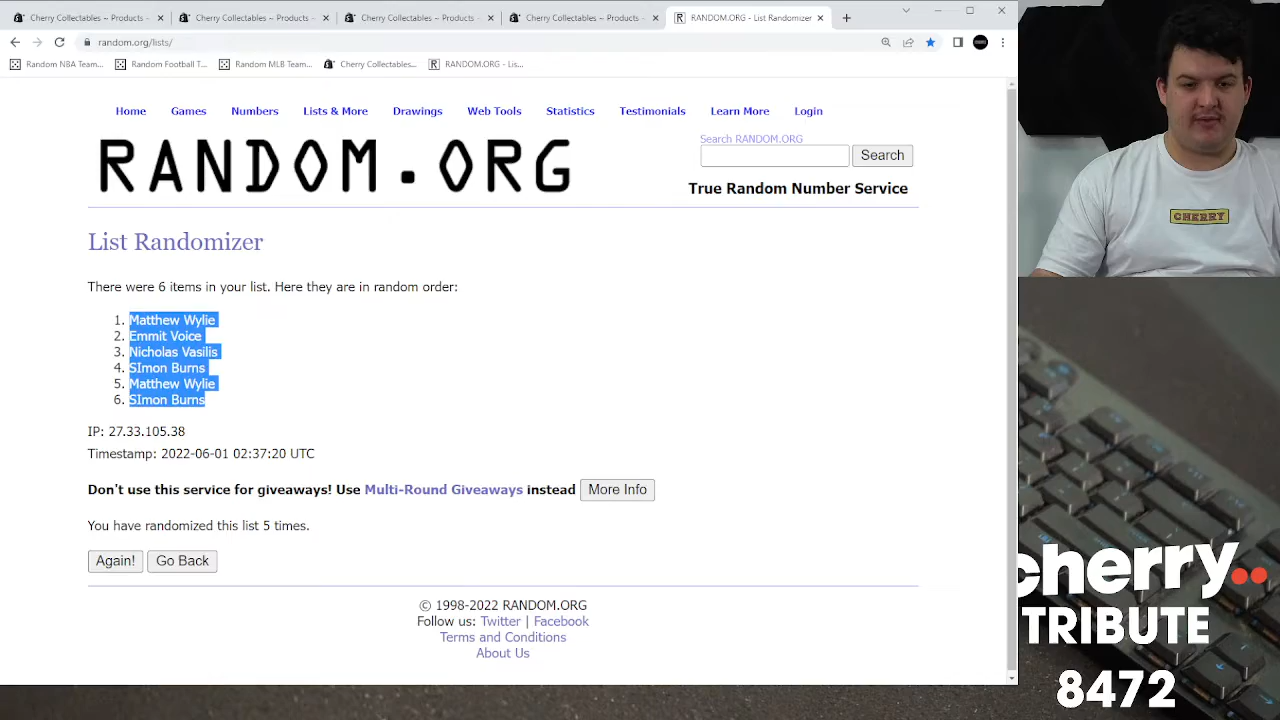 Cherry Collectables ~ Products ·
Cherry Collectables ~ Products ·
Cherry Collectables ~ Products ·
Cherry Collectables ~ Products ·
RANDOM.ORG - List Randomizer
random.org/lists/
Random NBA Team...
Random Football T...
Random MLB Team...
Cherry Collectables...
RANDOM.ORG - Lis...
Home Games Numbers Lists & More Drawings Web Tools Statistics Testimonials Learn More Login
RANDOM.ORG
Search RANDOM.ORG
Search
True Random Number Service
List Randomizer
There were 6 items in your list. Here they are in random order:
1. Matthew Wylie
2. Emmit Voice
3. Nicholas Vasilis
4. SImon Burns
5. Matthew Wylie
6. SImon Burns
IP: 27.33.105.38
Timestamp: 2022-06-01 02:37:20 UTC
Don't use this service for giveaways! Use Multi-Round Giveaways instead More Info
You have randomized this list 5 times.
Again! Go Back
© 1998-2022 RANDOM.ORG
Follow us: Twitter | Facebook
Terms and Conditions
About Us
CHERRY
cherry..
TRIBUTE
8472